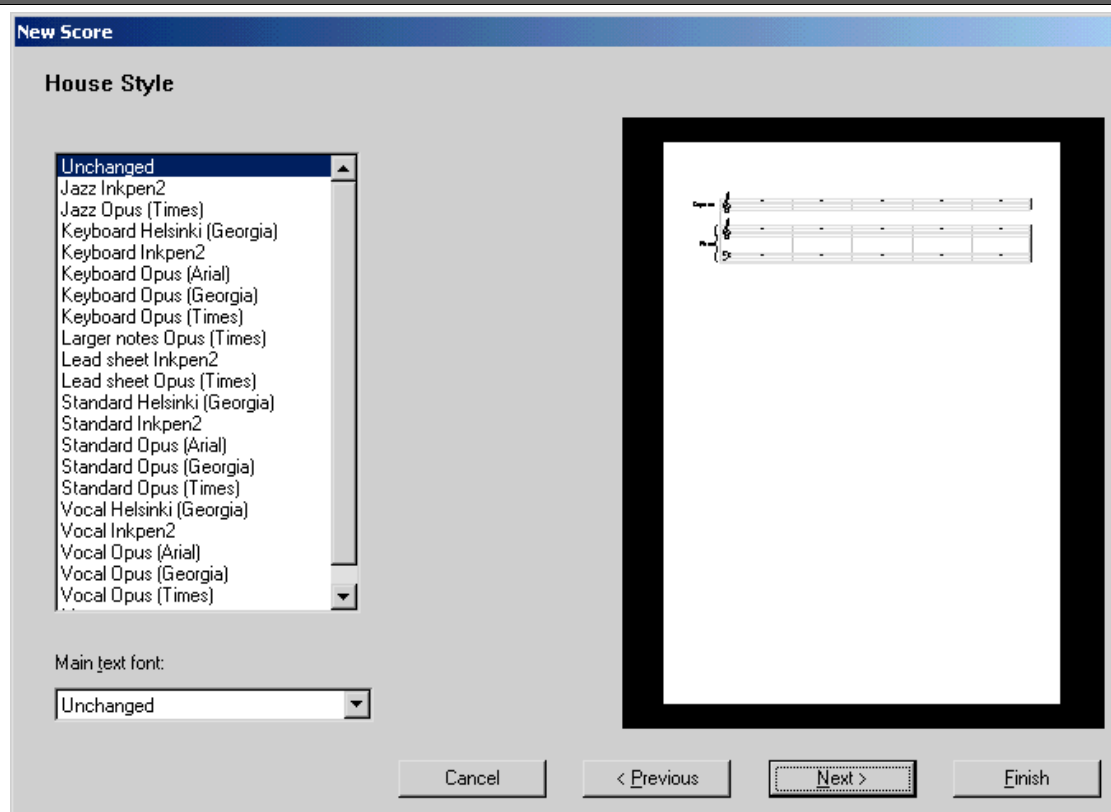 New Score
House Style
Unchanged
Jazz Inkpen2
Jazz Opus (Times)
Keyboard Helsinki (Georgia)
Keyboard Inkpen2
Keyboard Opus (Arial)
Keyboard Opus (Georgia)
Keyboard Opus (Times)
Larger notes Opus (Times)
Lead sheet Inkpen2
Lead sheet Opus (Times)
Standard Helsinki (Georgia)
Standard Inkpen2
Standard Opus (Arial)
Standard Opus (Georgia)
Standard Opus (Times)
Vocal Helsinki (Georgia)
Vocal Inkpen2
Vocal Opus (Arial)
Vocal Opus (Georgia)
Vocal Opus (Times)
Main text font:
Unchanged
Cancel
< Previous
Next >
Finish